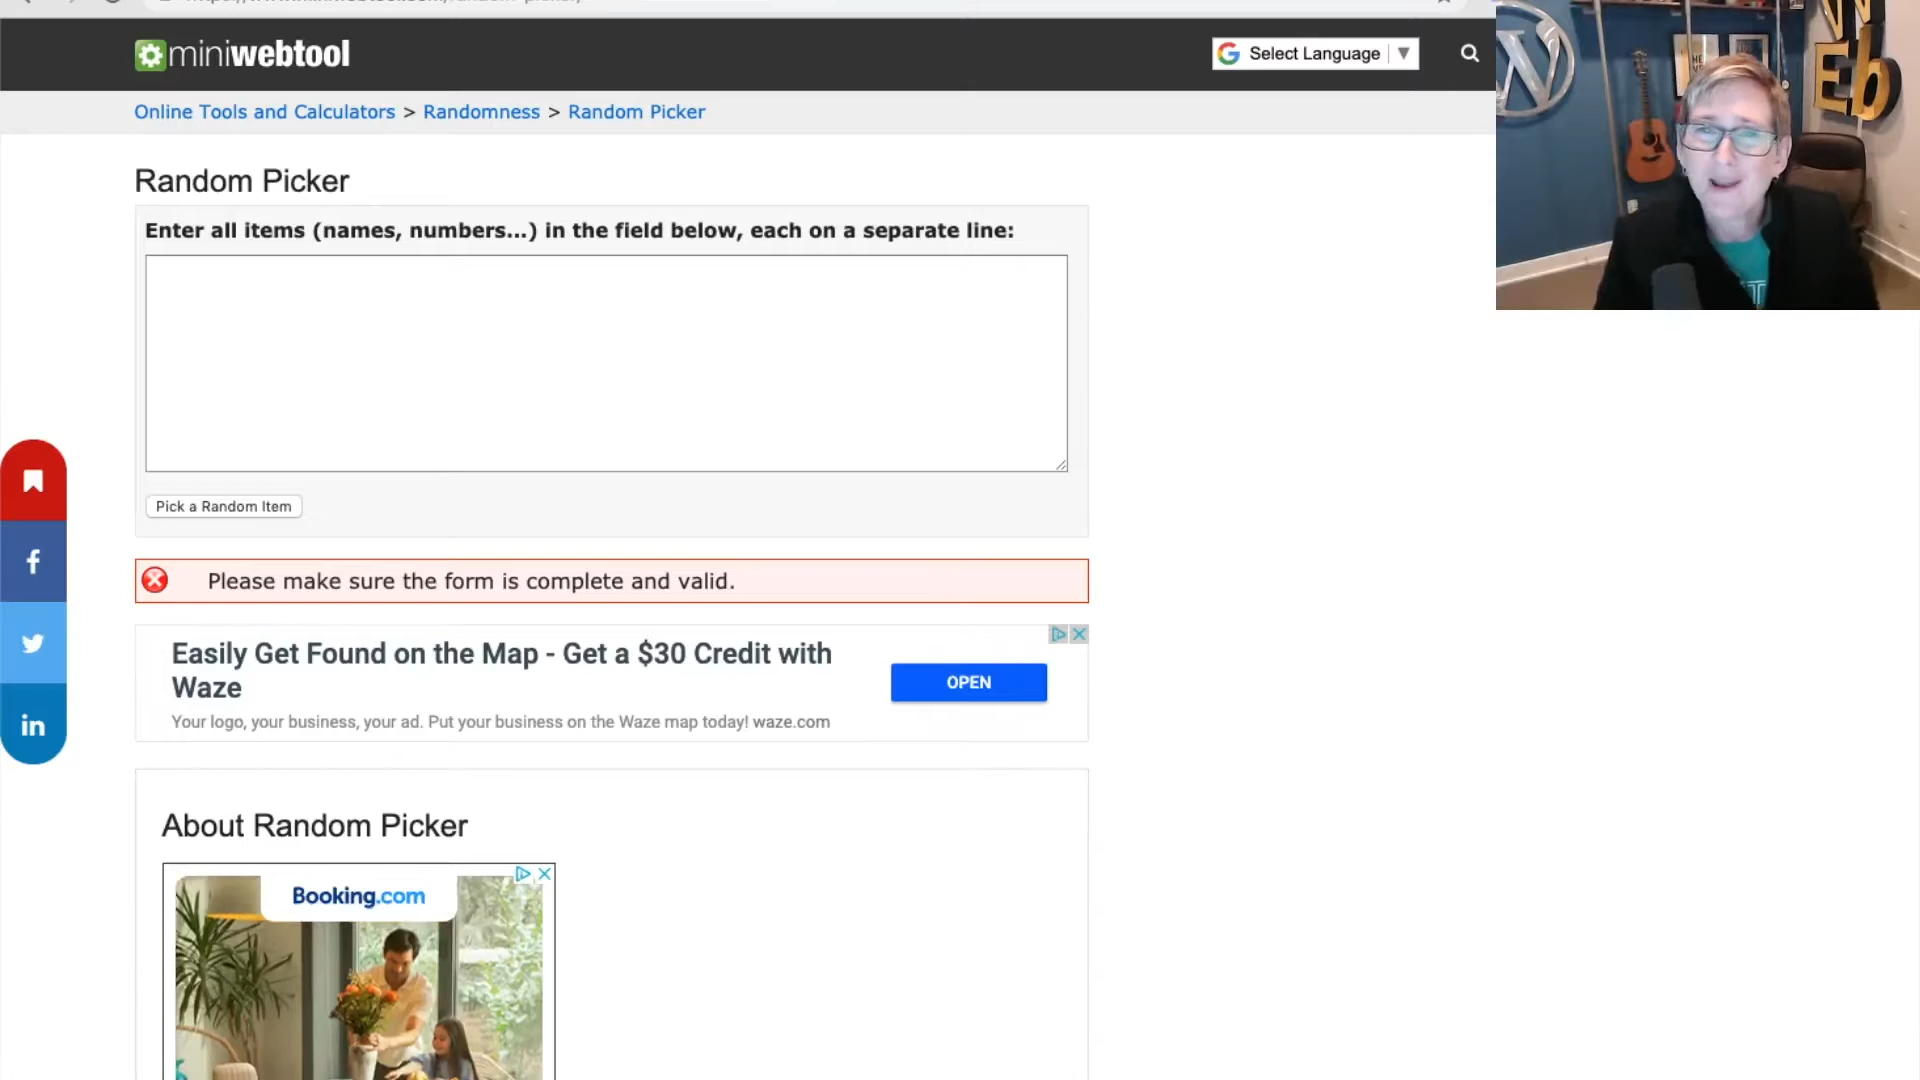 miniwebtool
Select Language ▼
Online Tools and Calculators > Randomness > Random Picker
Random Picker
Enter all items (names, numbers...) in the field below, each on a separate line:
Pick a Random Item
Please make sure the form is complete and valid.
Easily Get Found on the Map - Get a $30 Credit with
Waze
OPEN
Your logo, your business, your ad. Put your business on the Waze map today! waze.com
About Random Picker
Booking.com
f
in
W
Eb